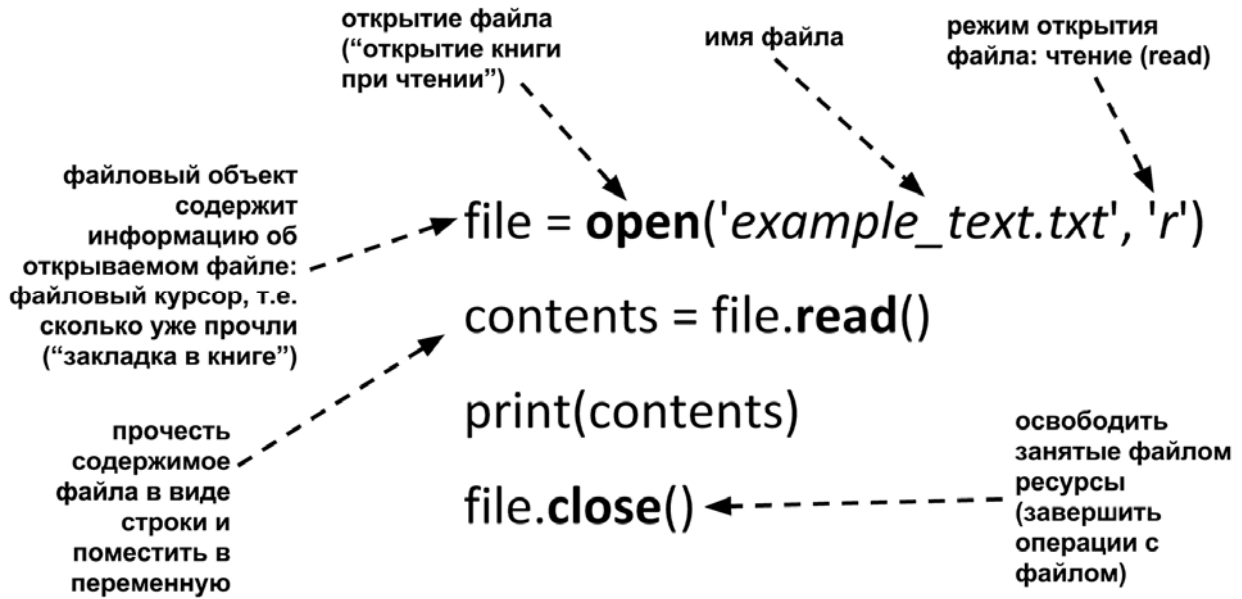 открытие файла
(“открытие книги
при чтении”)
имя файла
режим открытия
файла: чтение (read)
файловый объект
содержит
информацию об
открываемом файле:
файловый курсор, т.е.
сколько уже прочли
(“закладка в книге”)
file = open('example_text.txt', 'r')
contents = file.read()
print(contents)
file.close()
прочесть
содержимое
файла в виде
строки и
поместить в
переменную
освободить
занятые файлом
ресурсы
(завершить
операции с
файлом)